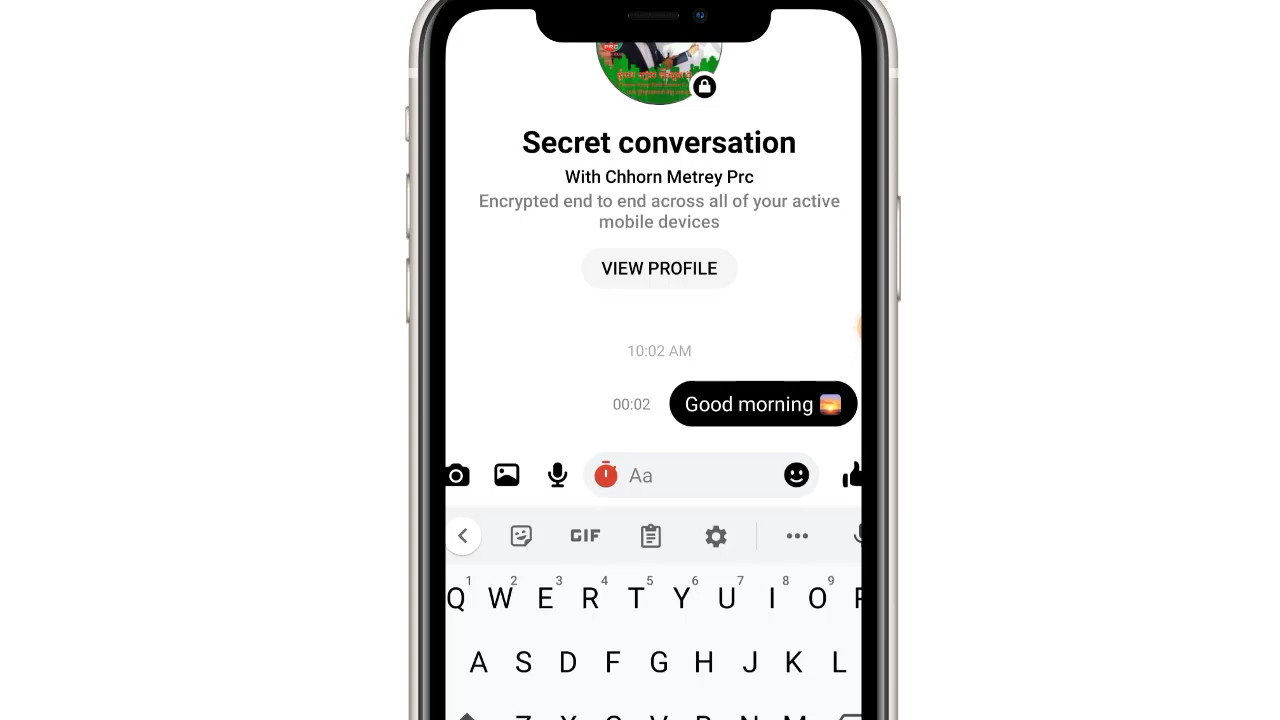 PRC
Secret conversation
With Chhorn Metrey Prc
Encrypted end to end across all of your active
mobile devices
VIEW PROFILE
10:02 AM
00:02 Good morning 🌅
Aa
GIF
1 2 3 4 5 6 7 8 9
Q W E R T Y U I O P
A S D F G H J K L
Z X C V B N M